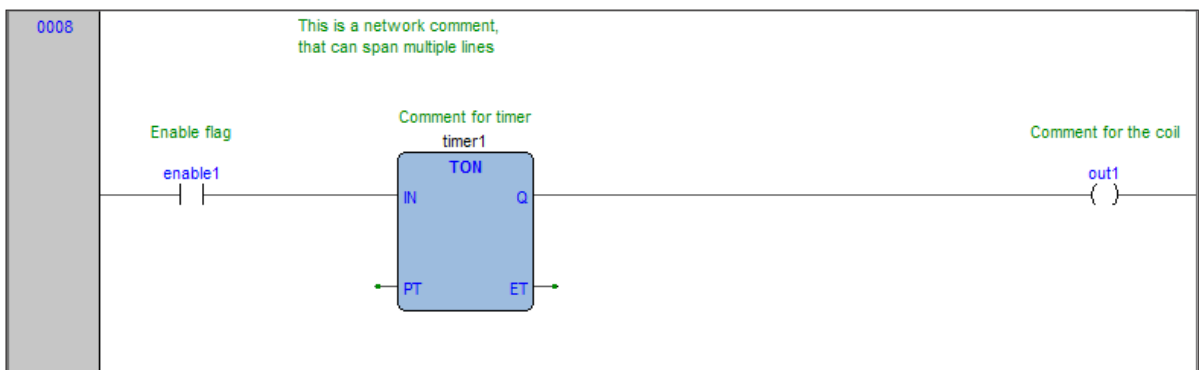 0008
This is a network comment,
that can span multiple lines
Comment for timer
Enable flag
timer1
Comment for the coil
enable1
TON
out1
IN
Q
PT
ET